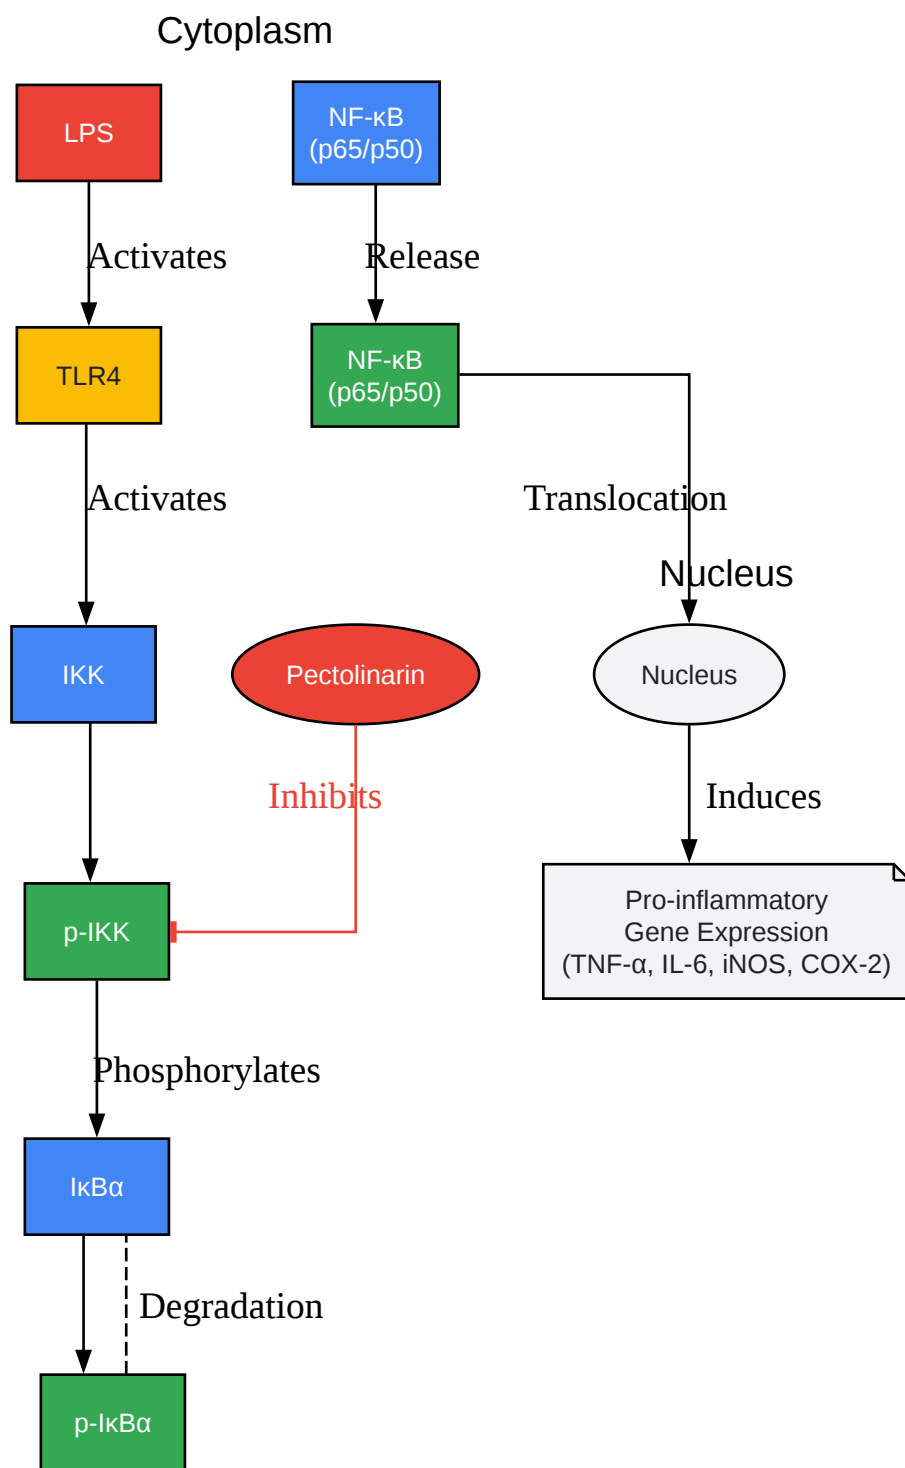 Cytoplasm
LPS
NF-κB
(p65/p50)
Activates
Release
TLR4
NF-κB
(p65/p50)
Activates
Translocation
Nucleus
IKK
Pectolinarin
Nucleus
Inhibits
Induces
p-IKK
Pro-inflammatory
Gene Expression
(TNF-α, IL-6, iNOS, COX-2)
Phosphorylates
IκBα
Degradation
p-IκBα